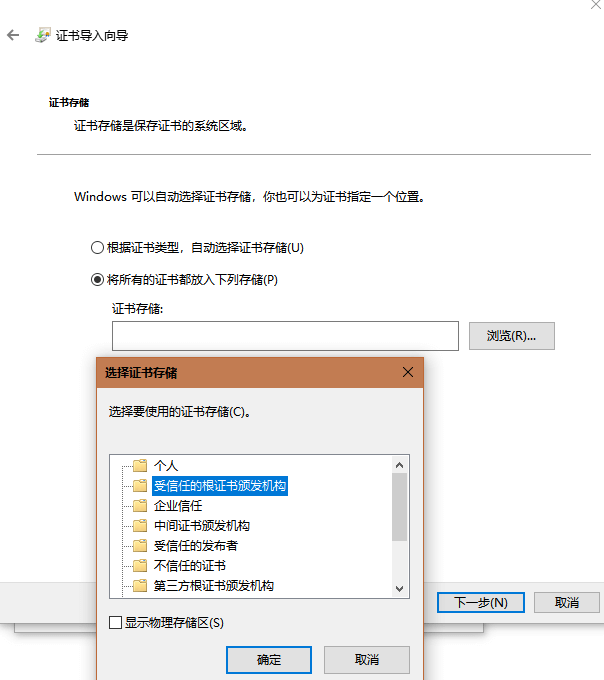 证书导入向导
证书存储
证书存储是保存证书的系统区域。
Windows 可以自动选择证书存储，你也可以为证书指定一个位置。
根据证书类型，自动选择证书存储(U)
将所有的证书都放入下列存储(P)
证书存储:
浏览(R)...
选择证书存储
选择要使用的证书存储(C)。
个人
受信任的根证书颁发机构
企业信任
中间证书颁发机构
受信任的发布者
不信任的证书
第三方根证书颁发机构
显示物理存储区(S)
确定
取消
下一步(N)
取消